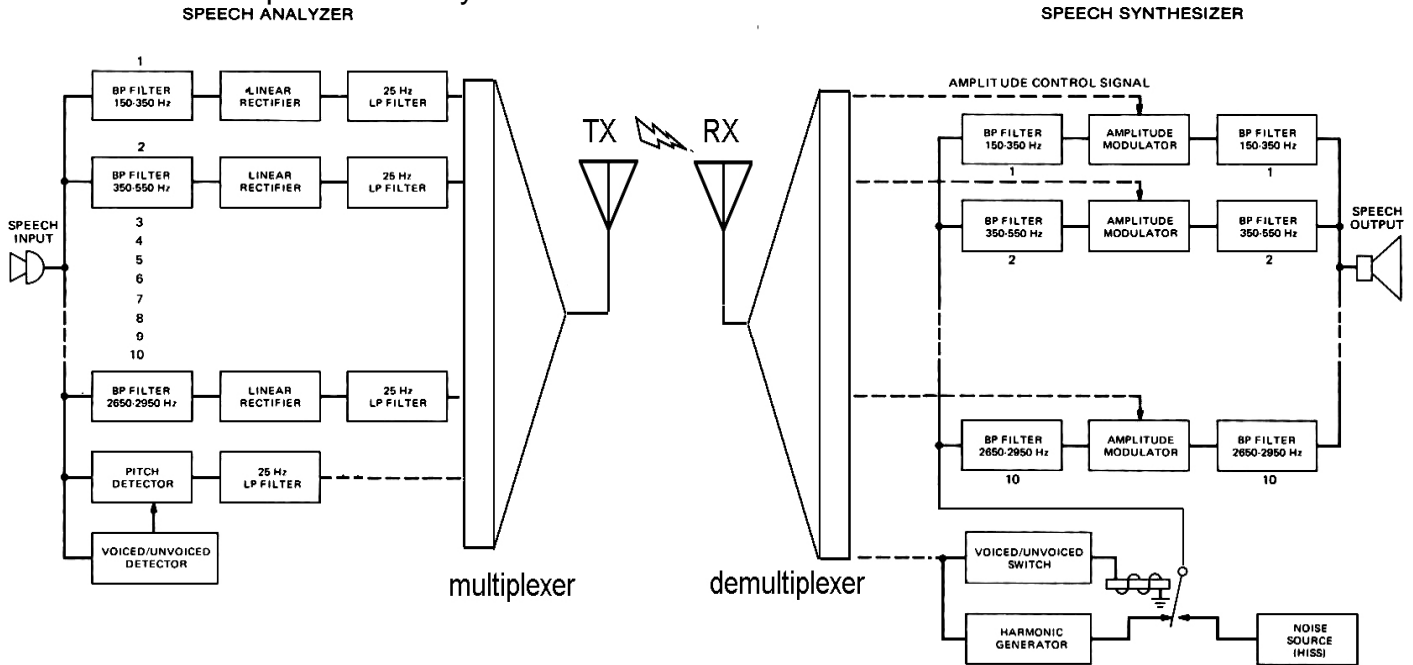 SPEECH ANALYZER
SPEECH SYNTHESIZER
1
BP FILTER
150-350 Hz
LINEAR
RECTIFIER
25 Hz
LP FILTER
2
BP FILTER
350-550 Hz
LINEAR
RECTIFIER
25 Hz
LP FILTER
3
4
5
6
7
8
9
10
SPEECH
INPUT
BP FILTER
2650-2950 Hz
LINEAR
RECTIFIER
25 Hz
LP FILTER
PITCH
DETECTOR
25 Hz
LP FILTER
VOICED/UNVOICED
DETECTOR
multiplexer
TX
RX
demultiplexer
AMPLITUDE CONTROL SIGNAL
BP FILTER
150-350 Hz
1
AMPLITUDE
MODULATOR
BP FILTER
150-350 Hz
1
BP FILTER
350-550 Hz
2
AMPLITUDE
MODULATOR
BP FILTER
350-550 Hz
2
SPEECH
OUTPUT
BP FILTER
2650-2950 Hz
10
AMPLITUDE
MODULATOR
BP FILTER
2650-2950 Hz
10
VOICED/UNVOICED
SWITCH
HARMONIC
GENERATOR
NOISE
SOURCE
(HISS)